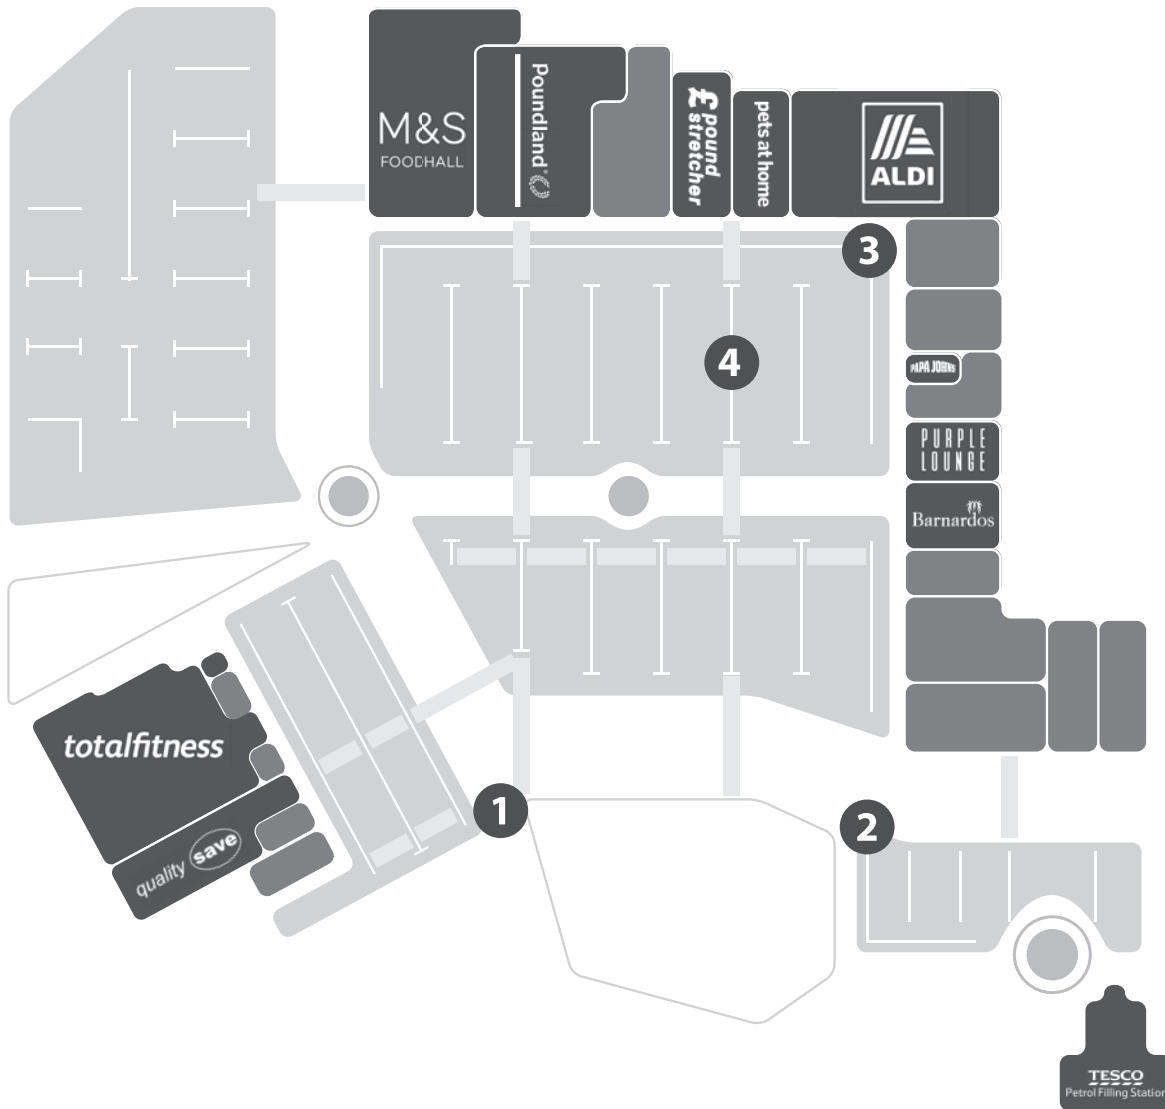 M&S
FOODHALL
Poundland
£ pound
stretcher
pets at home
ALDI
3
4
PAPA JOHNS
PURPLE
LOUNGE
Barnardos
totalfitness
quality save
1
2
TESCO
Petrol Filling Station